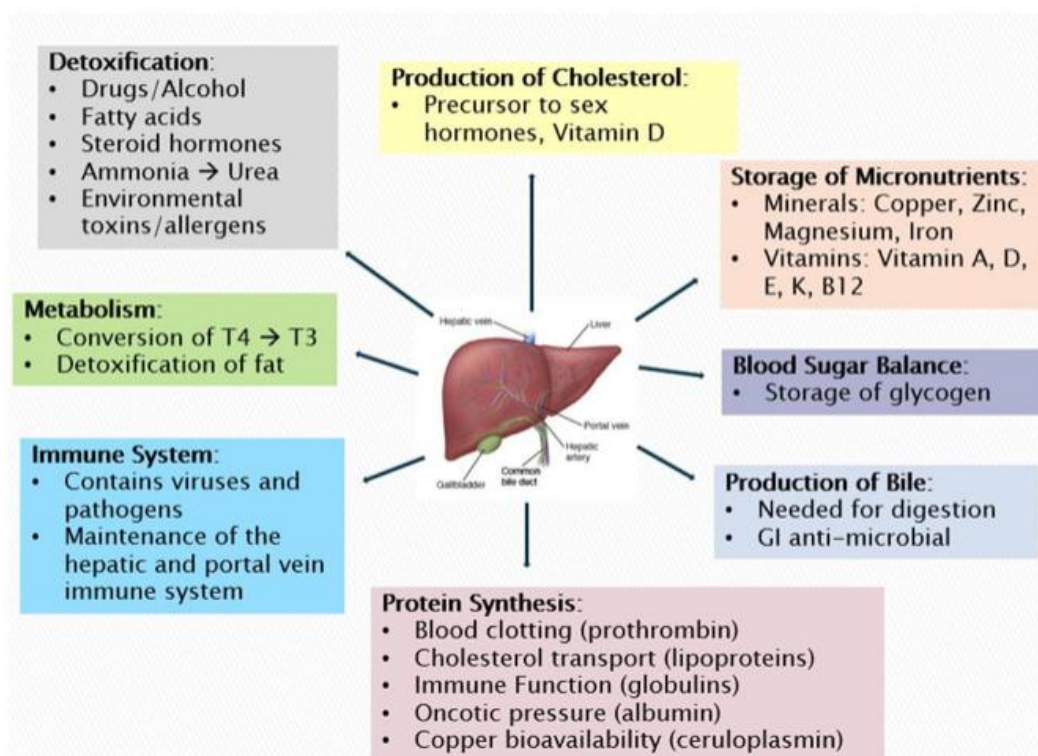 Detoxification:
• Drugs/Alcohol
• Fatty acids
• Steroid hormones
• Ammonia → Urea
• Environmental
toxins/allergens
Production of Cholesterol:
• Precursor to sex
hormones, Vitamin D
Storage of Micronutrients:
• Minerals: Copper, Zinc,
Magnesium, Iron
• Vitamins: Vitamin A, D,
E, K, B12
Metabolism:
• Conversion of T4 → T3
• Detoxification of fat
Hepatic vein
Liver
Portal vein
Hepatic
artery
Common
bile duct
Gallbladder
Blood Sugar Balance:
• Storage of glycogen
Immune System:
• Contains viruses and
pathogens
• Maintenance of the
hepatic and portal vein
immune system
Production of Bile:
• Needed for digestion
• GI anti-microbial
Protein Synthesis:
• Blood clotting (prothrombin)
• Cholesterol transport (lipoproteins)
• Immune Function (globulins)
• Oncotic pressure (albumin)
• Copper bioavailability (ceruloplasmin)